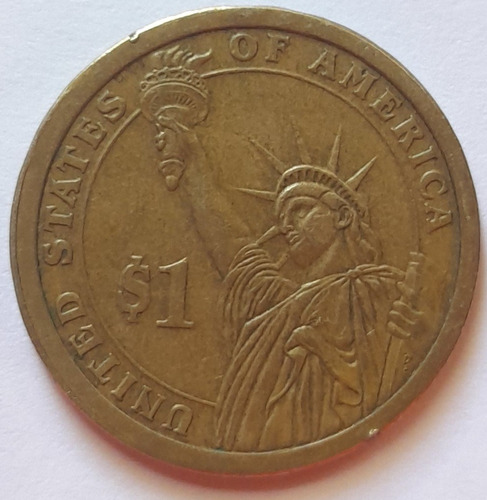 UNITED STATES OF AMERICA
$1